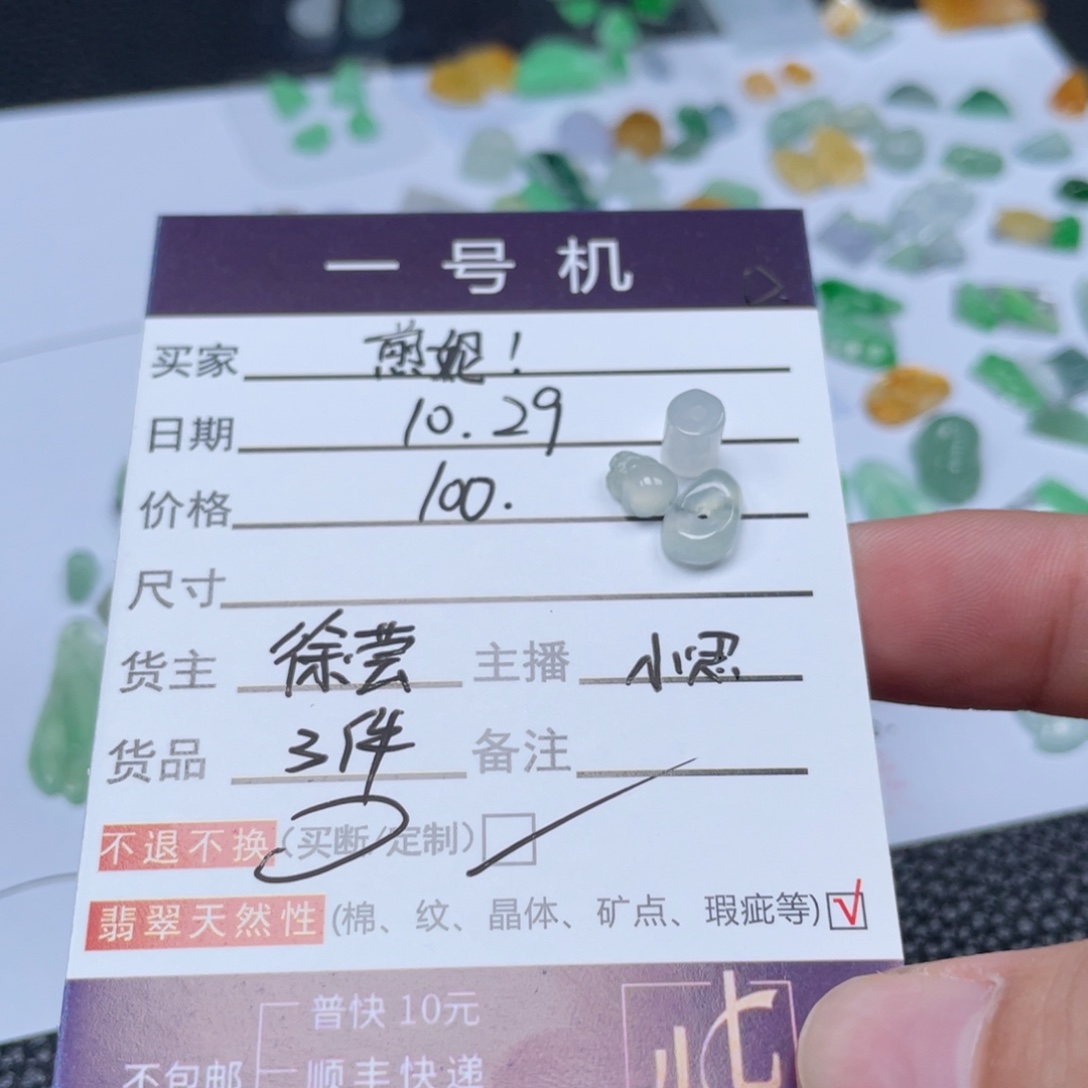 一号机
买家 煎妮！
日期 10.29
价格 100.
尺寸
货主 徐芸 主播
货品 3件 备注
不退不换(买断/定制)
翡翠天然性(棉、纹、晶体、矿点、瑕疵等)
普快 10元
不包邮 顺丰快递